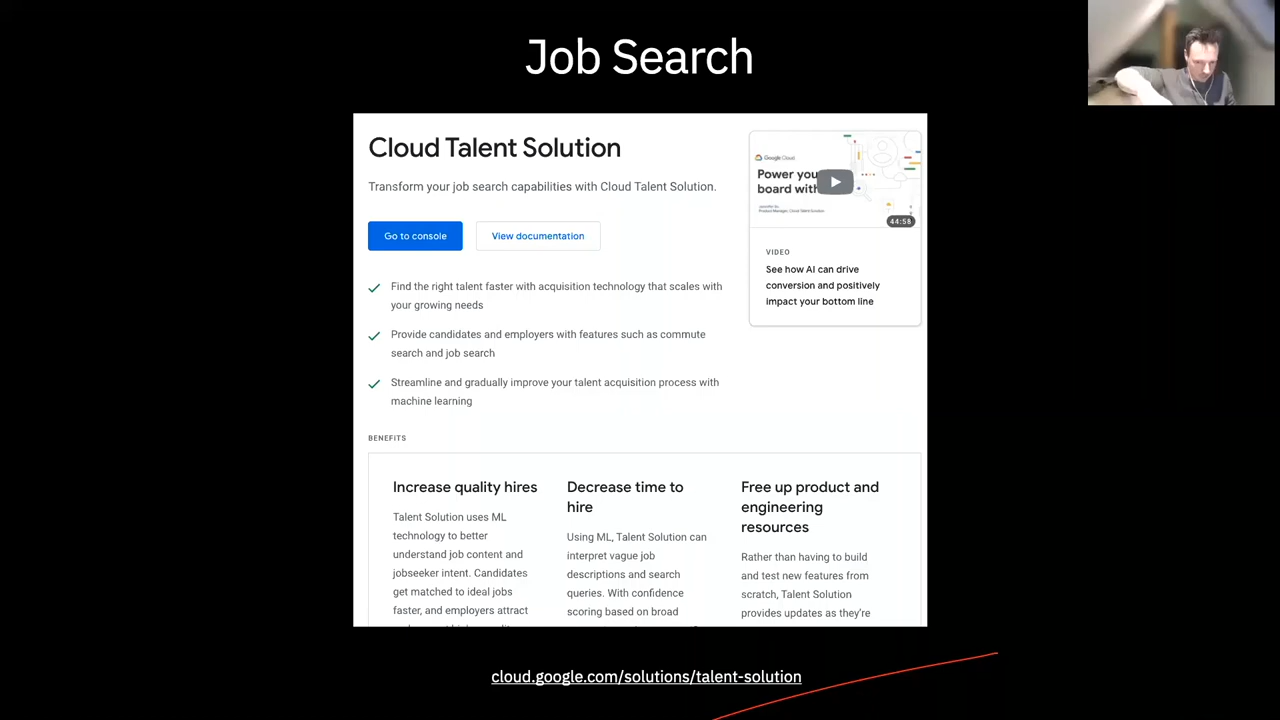 Job Search
Cloud Talent Solution
Transform your job search capabilities with Cloud Talent Solution.
Go to console
View documentation
Find the right talent faster with acquisition technology that scales with
your growing needs
Provide candidates and employers with features such as commute
search and job search
Streamline and gradually improve your talent acquisition process with
machine learning
Google Cloud
Power you
board with
Product Manager, Cloud Talent Solution
44:58
VIDEO
See how AI can drive
conversion and positively
impact your bottom line
BENEFITS
Increase quality hires
Talent Solution uses ML
technology to better
understand job content and
jobseeker intent. Candidates
get matched to ideal jobs
faster, and employers attract
Decrease time to
hire
Using ML, Talent Solution can
interpret vague job
descriptions and search
queries. With confidence
scoring based on broad
Free up product and
engineering
resources
Rather than having to build
and test new features from
scratch, Talent Solution
provides updates as they're
cloud.google.com/solutions/talent-solution